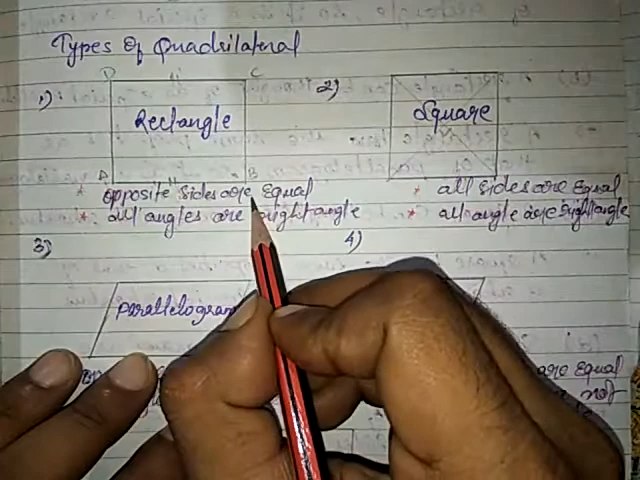 Types Of Quadrilateral
1) :
D
C
Rectangle
A
B
* opposite sides are Equal
* all angles are right angle
2)
Square
* all sides are Equal
* all angle are right angle
3)
Parallelogram
4)
are Equal
not